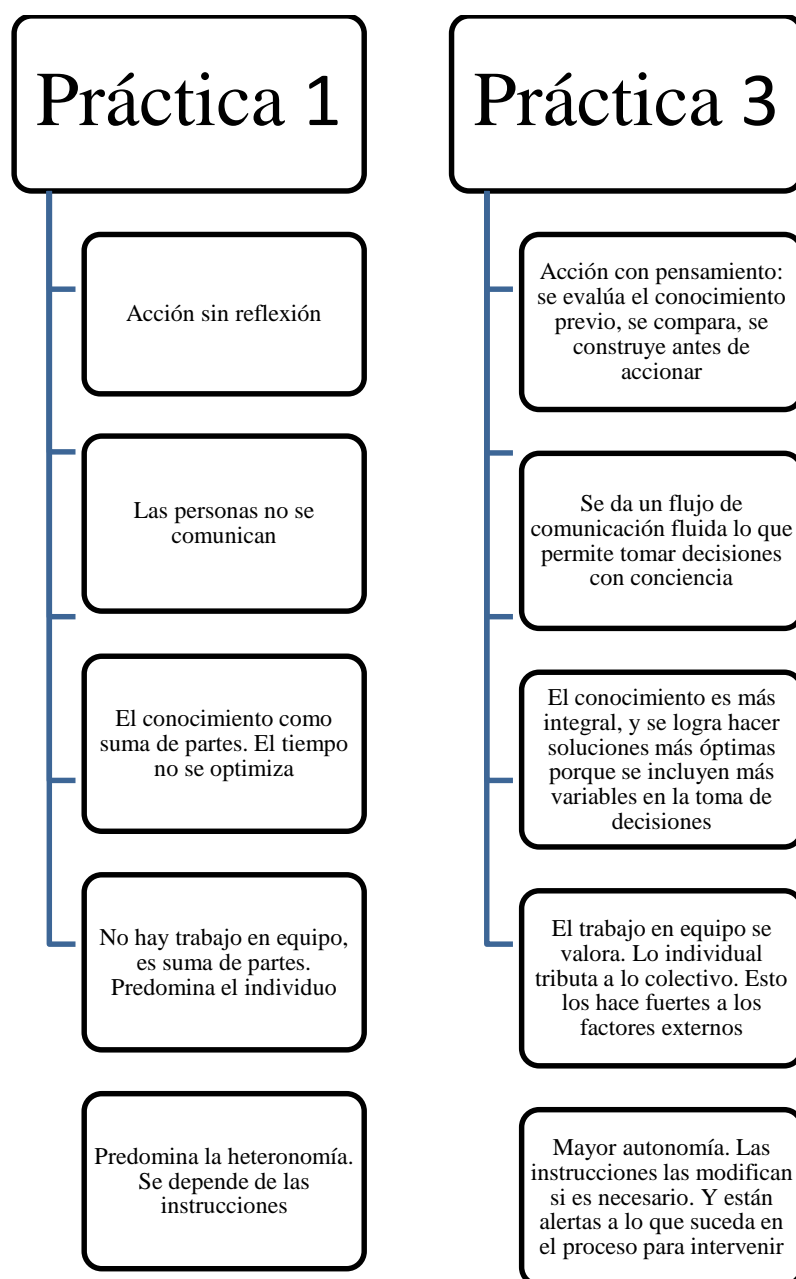 Práctica 1
Acción sin reflexión
Las personas no se
comunican
El conocimiento como
suma de partes. El tiempo
no se optimiza
No hay trabajo en equipo,
es suma de partes.
Predomina el individuo
Predomina la heteronomía.
Se depende de las
instrucciones
Práctica 3
Acción con pensamiento:
se evalúa el conocimiento
previo, se compara, se
construye antes de
accionar
Se da un flujo de
comunicación fluida lo que
permite tomar decisiones
con conciencia
El conocimiento es más
integral, y se logra hacer
soluciones más óptimas
porque se incluyen más
variables en la toma de
decisiones
El trabajo en equipo se
valora. Lo individual
tributa a lo colectivo. Esto
los hace fuertes a los
factores externos
Mayor autonomía. Las
instrucciones las modifican
si es necesario. Y están
alertas a lo que suceda en
el proceso para intervenir